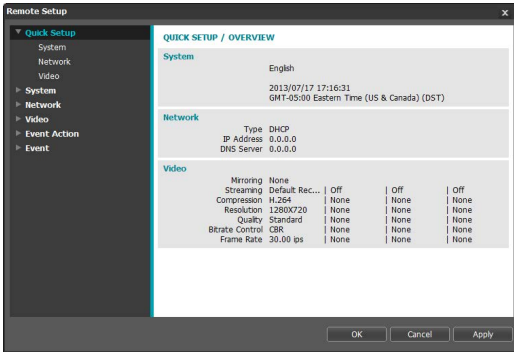 Remote Setup
x
Quick Setup
System
Network
Video
System
Network
Video
Event Action
Event
QUICK SETUP / OVERVIEW
System
English
2013/07/17 17:16:31
GMT-05:00 Eastern Time (US & Canada) (DST)
Network
Type DHCP
IP Address 0.0.0.0
DNS Server 0.0.0.0
Video
Mirroring None
Streaming Default Rec... | Off | Off | Off
Compression H.264 | None | None | None
Resolution 1280X720 | None | None | None
Quality Standard | None | None | None
Bitrate Control CBR | None | None | None
Frame Rate 30.00 ips | None | None | None
OK Cancel Apply